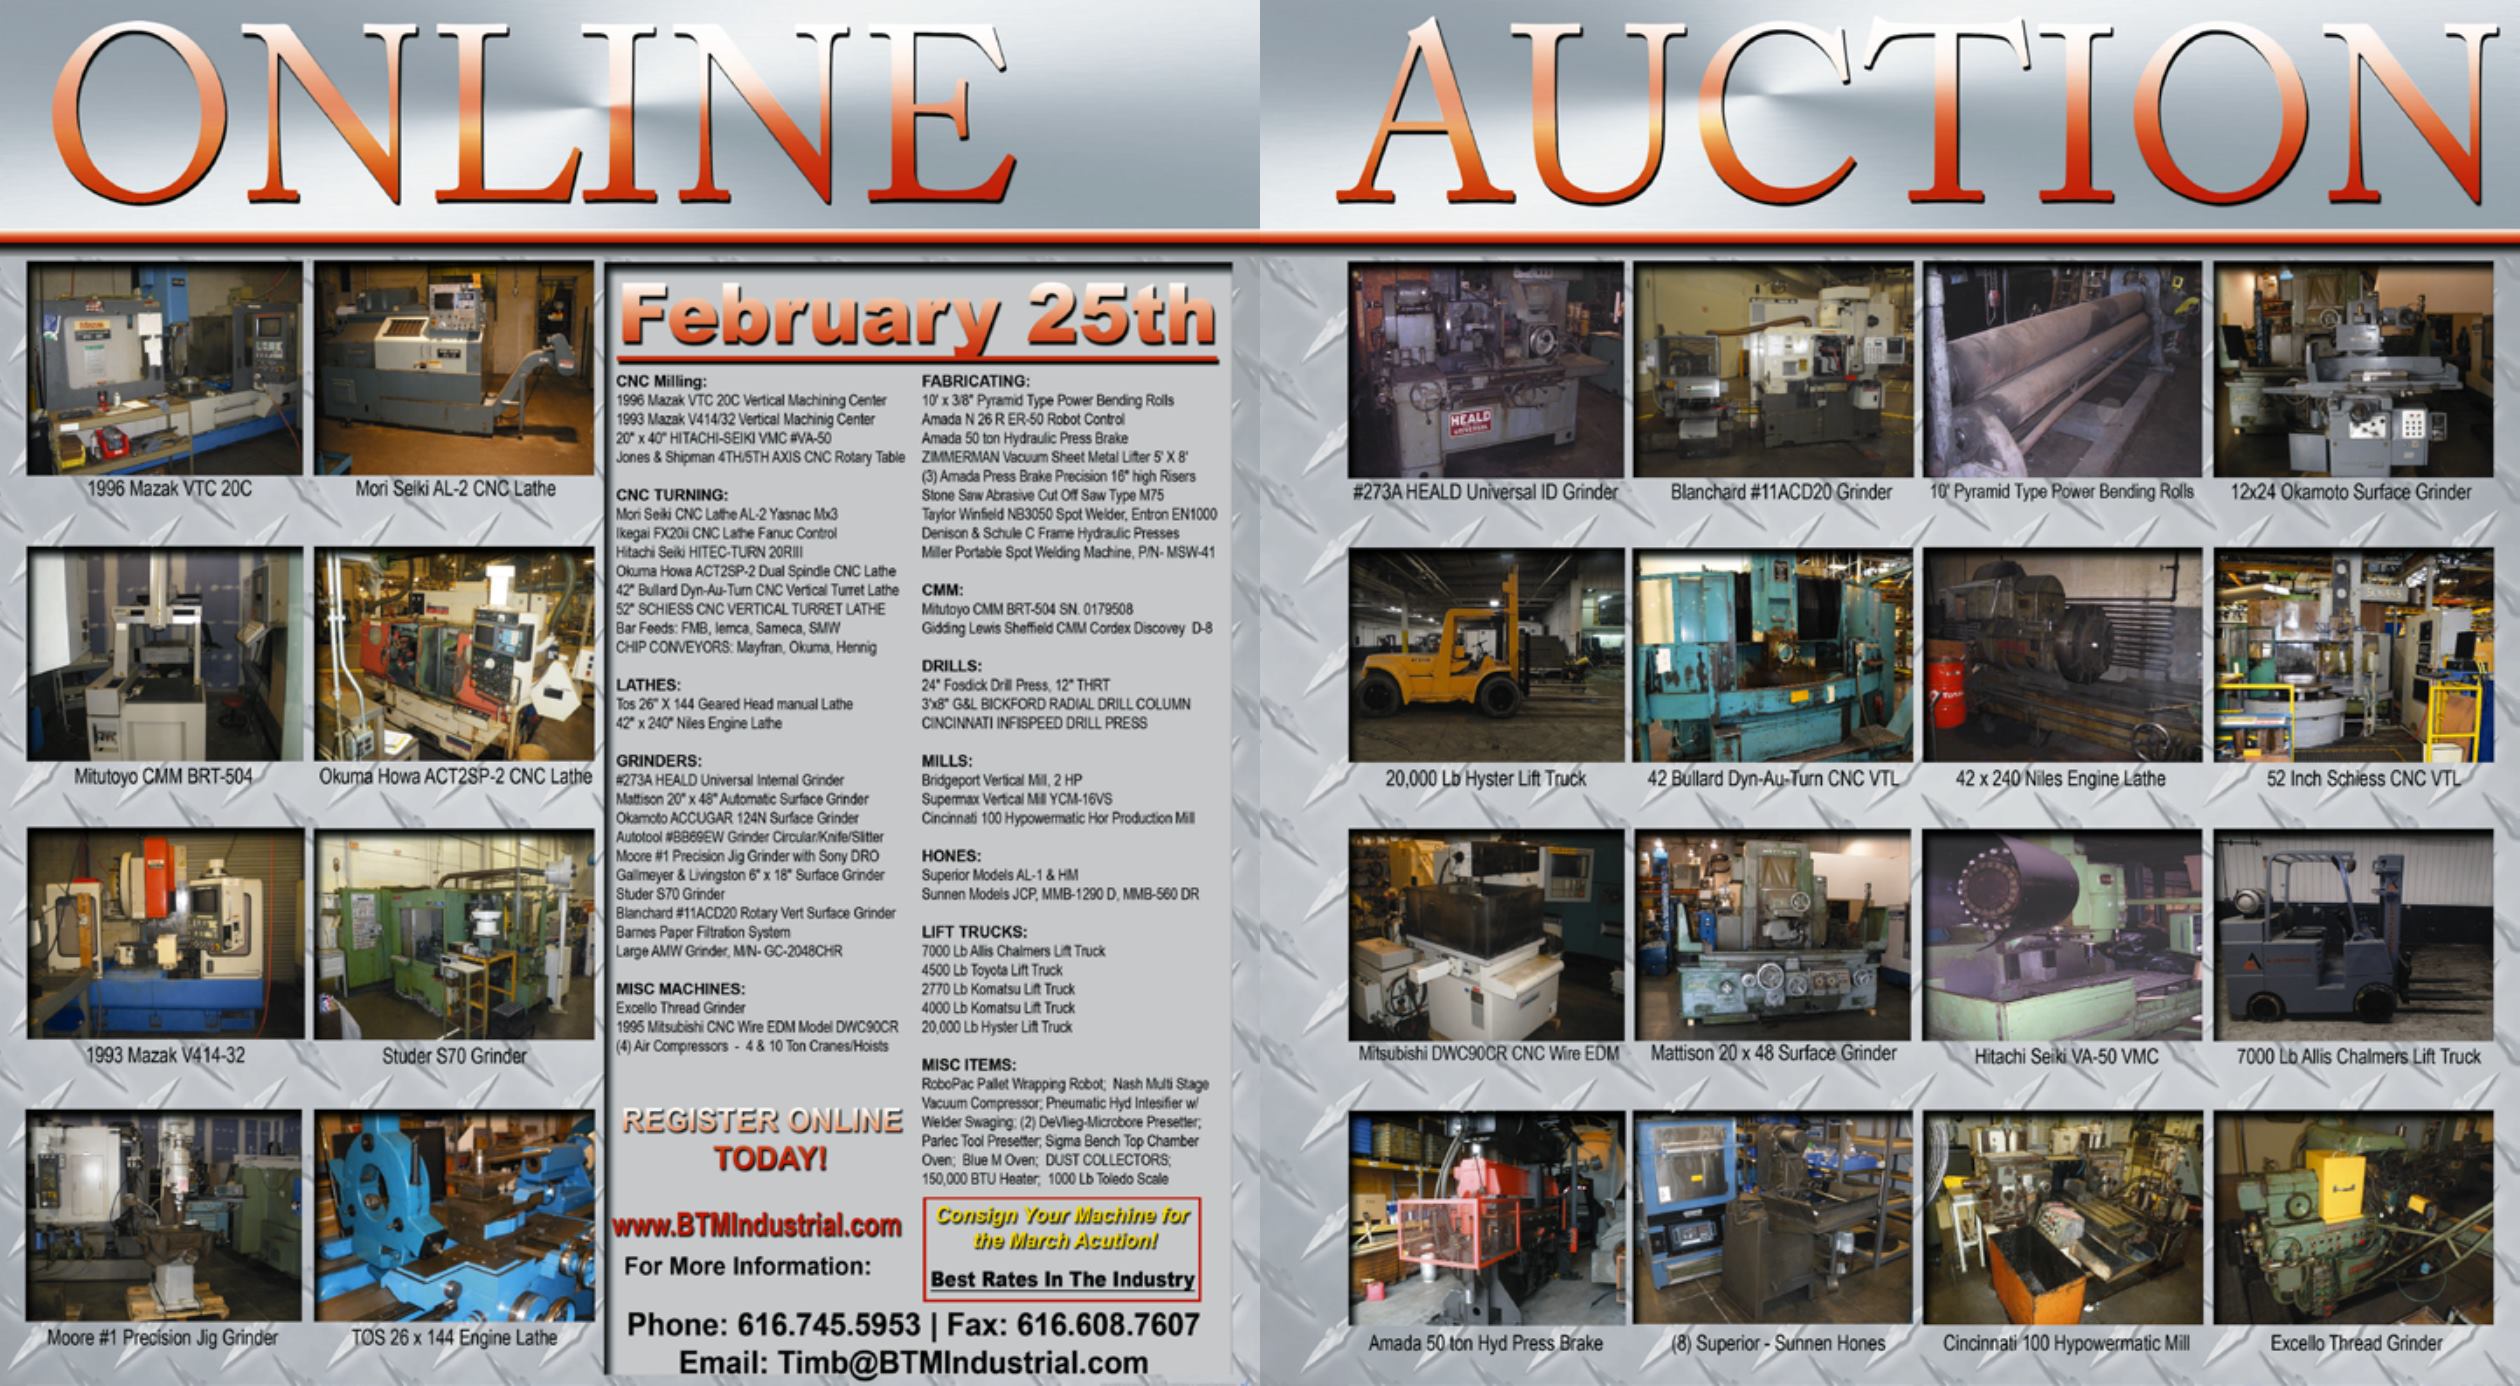 ONLINE AUCTION
1996 Mazak VTC 20C
Mori Seiki AL-2 CNC Lathe
Mitutoyo CMM BRT-504
Okuma Howa ACT2SP-2 CNC Lathe
1993 Mazak V414-32
Studer S70 Grinder
Moore #1 Precision Jig Grinder
TOS 26 x 144 Engine Lathe
February 25th
CNC Milling:
1996 Mazak VTC 20C Vertical Machining Center
1993 Mazak V414/32 Vertical Machinig Center
20" x 40" HITACHI-SEIKI VMC #VA-50
Jones & Shipman 4TH/5TH AXIS CNC Rotary Table
CNC TURNING:
Mori Seiki CNC Lathe AL-2 Yasnac Mx3
Ikegai FX20ii CNC Lathe Fanuc Control
Hitachi Seiki HITEC-TURN 20RIII
Okuma Howa ACT2SP-2 Dual Spindle CNC Lathe
42" Bullard Dyn-Au-Turn CNC Vertical Turret Lathe
52" SCHIESS CNC VERTICAL TURRET LATHE
Bar Feeds: FMB, Iemca, Sameca, SMW
CHIP CONVEYORS: Mayfran, Okuma, Hennig
LATHES:
Tos 26" X 144 Geared Head manual Lathe
42" x 240" Niles Engine Lathe
GRINDERS:
#273A HEALD Universal Internal Grinder
Mattison 20" x 48" Automatic Surface Grinder
Okamoto ACCUGAR 124N Surface Grinder
Autotool #BB69EW Grinder Circular/Knife/Slitter
Moore #1 Precision Jig Grinder with Sony DRO
Gallmeyer & Livingston 6" x 18" Surface Grinder
Studer S70 Grinder
Blanchard #11ACD20 Rotary Vert Surface Grinder
Barnes Paper Filtration System
Large AMW Grinder, M/N- GC-2048CHR
MISC MACHINES:
Excello Thread Grinder
1995 Mitsubishi CNC Wire EDM Model DWC90CR
(4) Air Compressors - 4 & 10 Ton Cranes/Hoists
REGISTER ONLINE
TODAY!
www.BTMIndustrial.com
For More Information:
FABRICATING:
10' x 3/8" Pyramid Type Power Bending Rolls
Amada N 26 R ER-50 Robot Control
Amada 50 ton Hydraulic Press Brake
ZIMMERMAN Vacuum Sheet Metal Lifter 5' X 8'
(3) Amada Press Brake Precision 16" high Risers
Stone Saw Abrasive Cut Off Saw Type M75
Taylor Winfield NB3050 Spot Welder, Entron EN1000
Denison & Schule C Frame Hydraulic Presses
Miller Portable Spot Welding Machine, P/N- MSW-41
CMM:
Mitutoyo CMM BRT-504 SN. 0179508
Gidding Lewis Sheffield CMM Cordex Discovey D-8
DRILLS:
24" Fosdick Drill Press, 12" THRT
3'x8" G&L BICKFORD RADIAL DRILL COLUMN
CINCINNATI INFISPEED DRILL PRESS
MILLS:
Bridgeport Vertical Mill, 2 HP
Supermax Vertical Mill YCM-16VS
Cincinnati 100 Hypowermatic Hor Production Mill
HONES:
Superior Models AL-1 & HM
Sunnen Models JCP, MMB-1290 D, MMB-560 DR
LIFT TRUCKS:
7000 Lb Allis Chalmers Lift Truck
4500 Lb Toyota Lift Truck
2770 Lb Komatsu Lift Truck
4000 Lb Komatsu Lift Truck
20,000 Lb Hyster Lift Truck
MISC ITEMS:
RoboPac Pallet Wrapping Robot; Nash Multi Stage
Vacuum Compressor; Pneumatic Hyd Intesifier w/
Welder Swaging; (2) DeVlieg-Microbore Presetter;
Parlec Tool Presetter; Sigma Bench Top Chamber
Oven; Blue M Oven; DUST COLLECTORS;
150,000 BTU Heater; 1000 Lb Toledo Scale
Consign Your Machine for
the March Acution!
Best Rates In The Industry
Phone: 616.745.5953 | Fax: 616.608.7607
Email: Timb@BTMIndustrial.com
HEALD
UNIVERSAL
#273A HEALD Universal ID Grinder
Blanchard #11ACD20 Grinder
10' Pyramid Type Power Bending Rolls
12x24 Okamoto Surface Grinder
20,000 Lb Hyster Lift Truck
42 Bullard Dyn-Au-Turn CNC VTL
42 x 240 Niles Engine Lathe
52 Inch Schiess CNC VTL
Mitsubishi DWC90CR CNC Wire EDM
Mattison 20 x 48 Surface Grinder
Hitachi Seiki VA-50 VMC
7000 Lb Allis Chalmers Lift Truck
Amada 50 ton Hyd Press Brake
(8) Superior - Sunnen Hones
Cincinnati 100 Hypowermatic Mill
Excello Thread Grinder